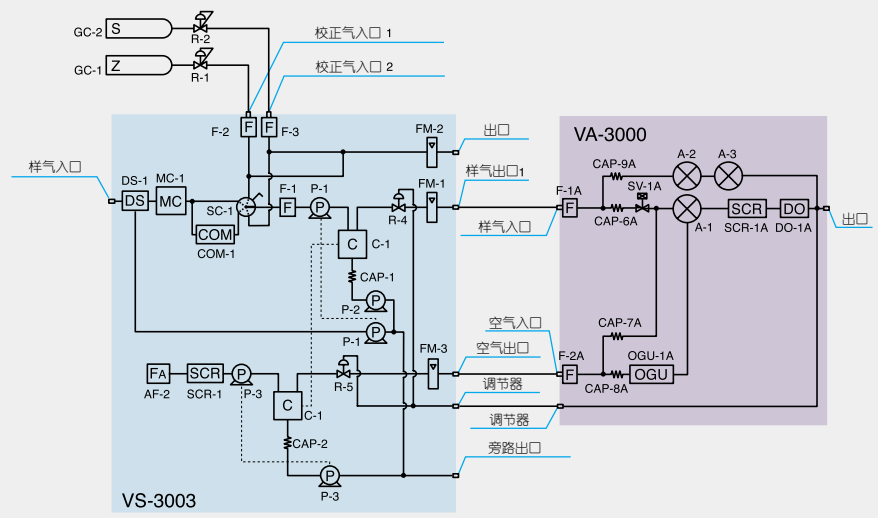 GC-2 S R-2
GC-1 Z R-1
校正气入口 1
校正气入口 2
F-2 F F F-3
FM-2
出口
VA-3000
样气入口
DS-1 MC-1
DS MC
SC-1
F-1 P-1
F P
R-4
FM-1
样气出口1
样气入口
COM
COM-1
C C-1
CAP-1
P-2 P
P-1 P
CAP-9A A-2 A-3
F-1A SV-1A
F
CAP-6A
A-1
SCR DO
SCR-1A DO-1A
出口
空气入口
空气出口
CAP-7A
F-2A OGU-1A
F OGU
CAP-8A
FM-3
FA SCR P
AF-2 SCR-1 P-3
R-5
C C-1
调节器
调节器
CAP-2
旁路出口
P
P-3
VS-3003